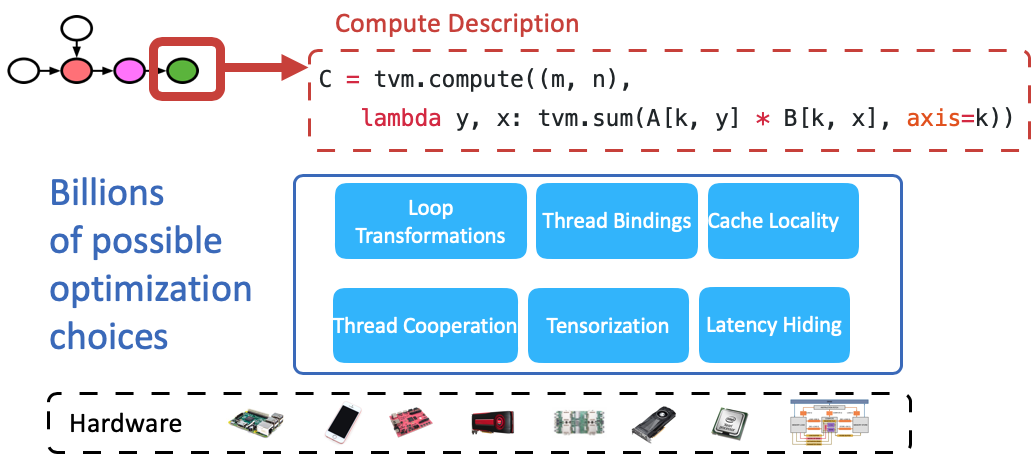 Compute Description
C = tvm.compute((m, n),
lambda y, x: tvm.sum(A[k, y] * B[k, x], axis=k))
Billions
of possible
optimization
choices
Loop
Transformations
Thread Bindings
Cache Locality
Thread Cooperation
Tensorization
Latency Hiding
Hardware